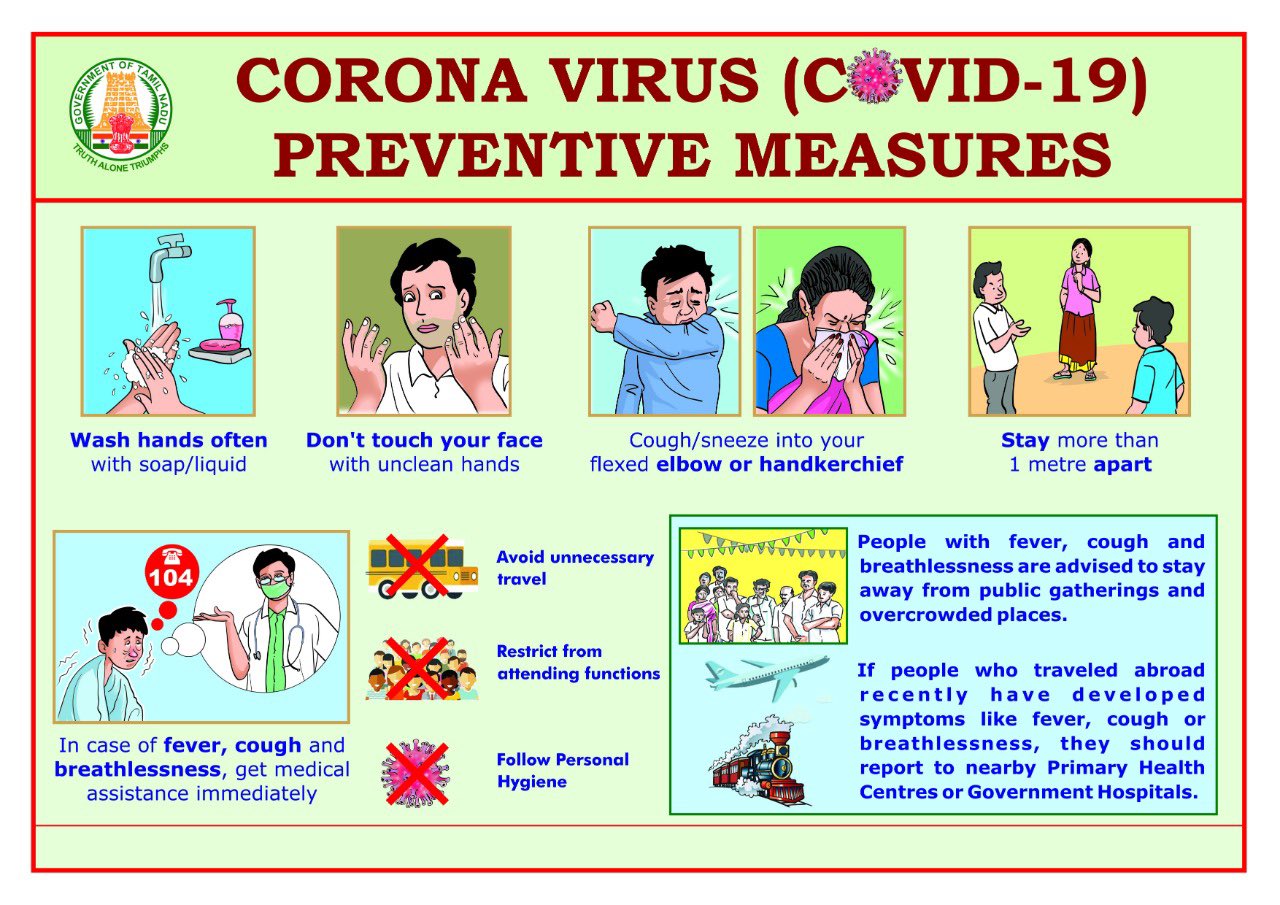 GOVERNMENT OF TAMIL NADU
TRUTH ALONE TRIUMPHS
CORONA VIRUS (COVID-19)
PREVENTIVE MEASURES
Wash hands often
with soap/liquid
Don't touch your face
with unclean hands
Cough/sneeze into your
flexed elbow or handkerchief
Stay more than
1 metre apart
104
In case of fever, cough and
breathlessness, get medical
assistance immediately
Avoid unnecessary
travel
Restrict from
attending functions
Follow Personal
Hygiene
People with fever, cough and
breathlessness are advised to stay
away from public gatherings and
overcrowded places.
If people who traveled abroad
recently have developed
symptoms like fever, cough or
breathlessness, they should
report to nearby Primary Health
Centres or Government Hospitals.